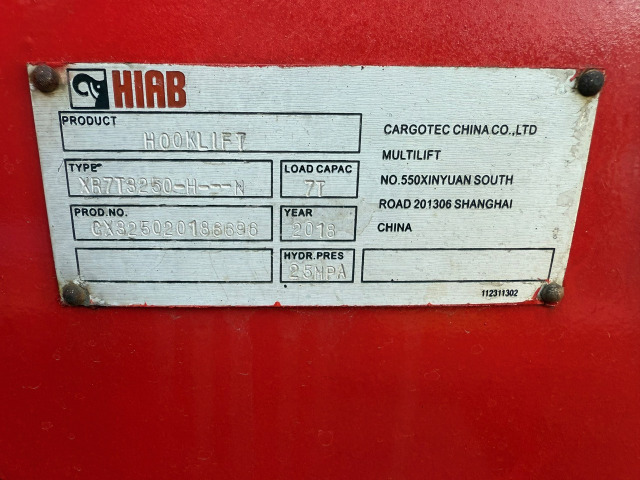 HIAB
PRODUCT
HOOKLIFT
TYPE
XR7T3250-H---N
LOAD CAPAC
7T
PROD.NO.
CX325020188696
YEAR
2018
HYDR.PRES
25MPA
CARGOTEC CHINA CO.,LTD
MULTILIFT
NO.550XINYUAN SOUTH
ROAD 201306 SHANGHAI
CHINA
112311302